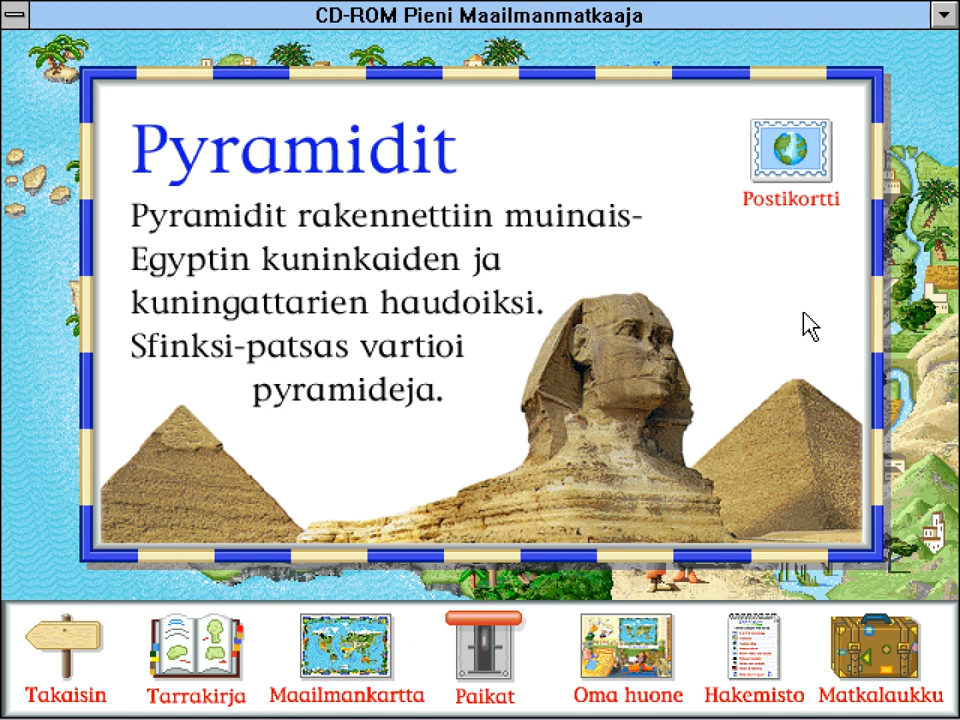 CD-ROM Pieni Maailmanmatkaaja
Pyramidit
Postikortti
Pyramidit rakennettiin muinais-
Egyptin kuninkaiden ja
kuningattarien haudoiksi.
Sfinksi-patsas vartioi
pyramideja.
Takaisin
Tarrakirja
Maailmankartta
Paikat
Oma huone
Hakemisto
Matkalaukku